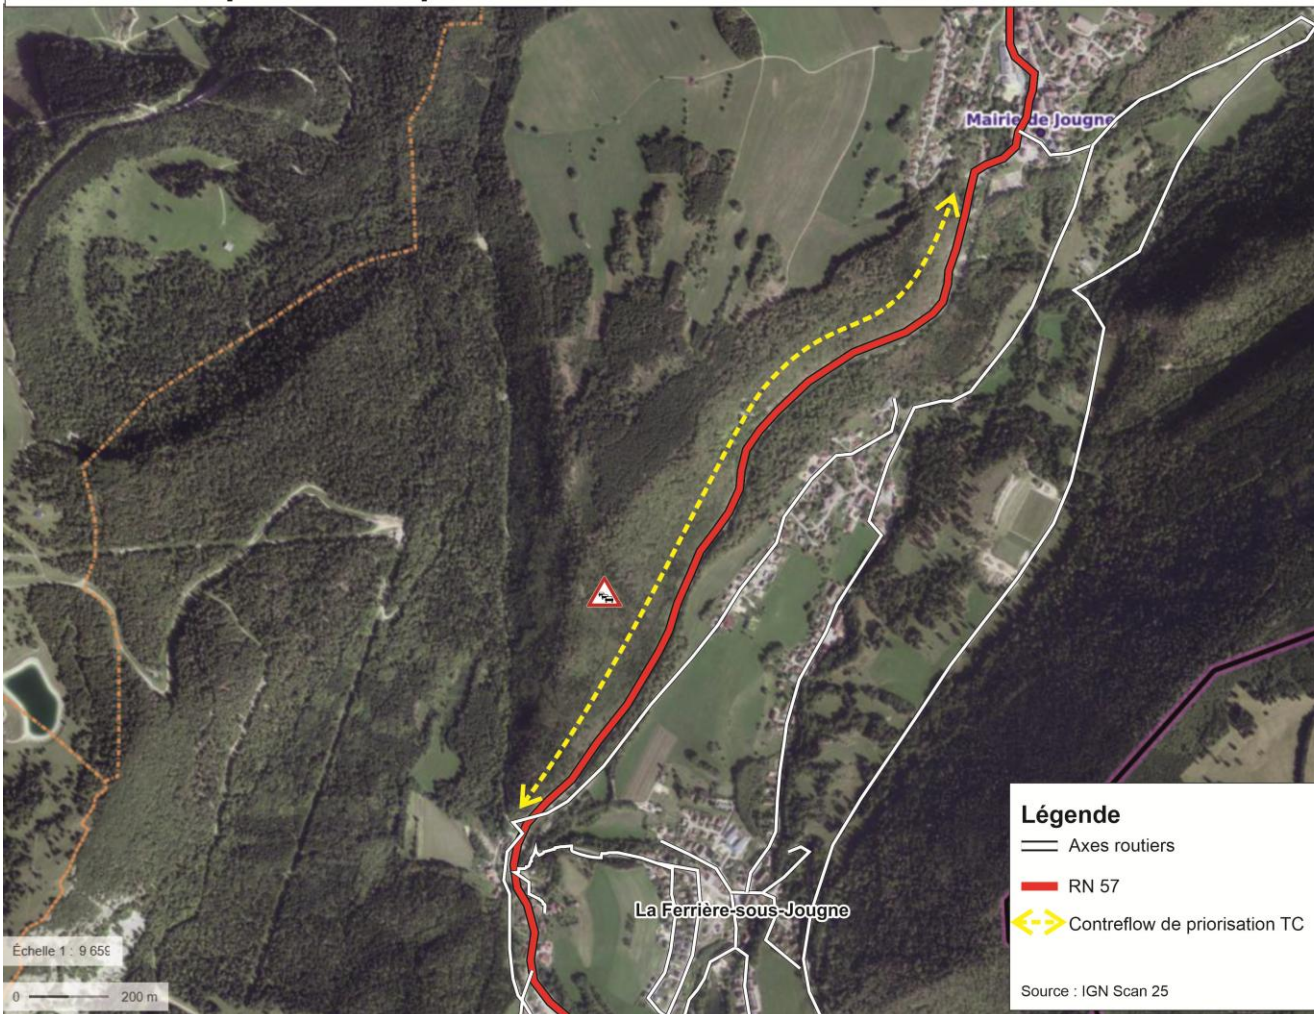 Mairie de Jougne
La Ferrière-sous-Jougne
Légende
Axes routiers
RN 57
Contreflow de priorisation TC
Source : IGN Scan 25
Échelle 1 : 9 659
0 200 m